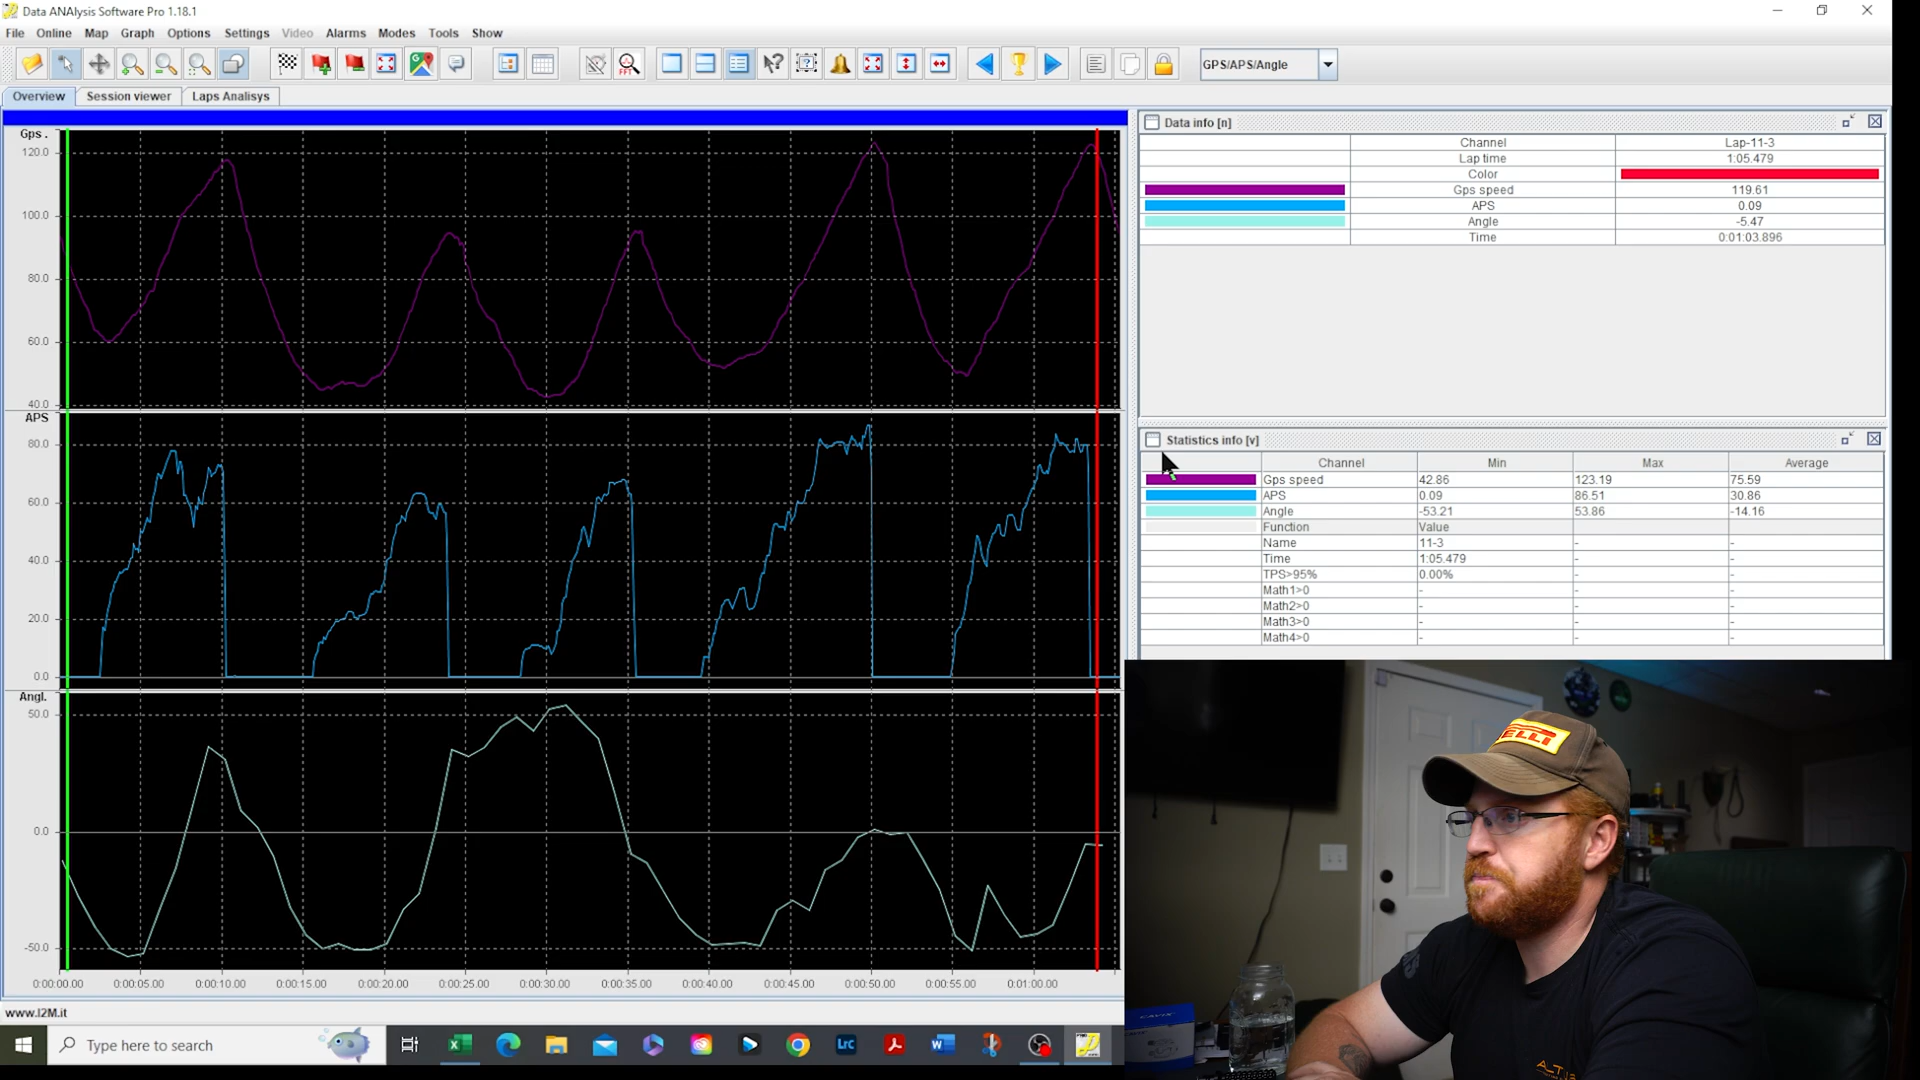 Data ANAlysis Software Pro 1.18.1
File Online Map Graph Options Settings Video Alarms Modes Tools Show
FFT
GPS/APS/Angle
Overview Session viewer Laps Analisys
Gps .
120.0
100.0
80.0
60.0
40.0
APS
80.0
60.0
40.0
20.0
0.0
Angl.
50.0
0.0
-50.0
0:00:00.00 0:00:05.00 0:00:10.00 0:00:15.00 0:00:20.00 0:00:25.00 0:00:30.00 0:00:35.00 0:00:40.00 0:00:45.00 0:00:50.00 0:00:55.00 0:01:00.00
Data info [n]
Channel Lap-11-3
Lap time 1:05.479
Color
Gps speed 119.61
APS 0.09
Angle -5.47
Time 0:01:03.896
Statistics info [v]
Channel Min Max Average
Gps speed 42.86 123.19 75.59
APS 0.09 86.51 30.86
Angle -53.21 53.86 -14.16
Function Value
Name 11-3 - -
Time 1:05.479 - -
TPS>95% 0.00% - -
Math1>0 - - -
Math2>0 - - -
Math3>0 - - -
Math4>0 - - -
ELLI
www.I2M.it
Type here to search
Lrc